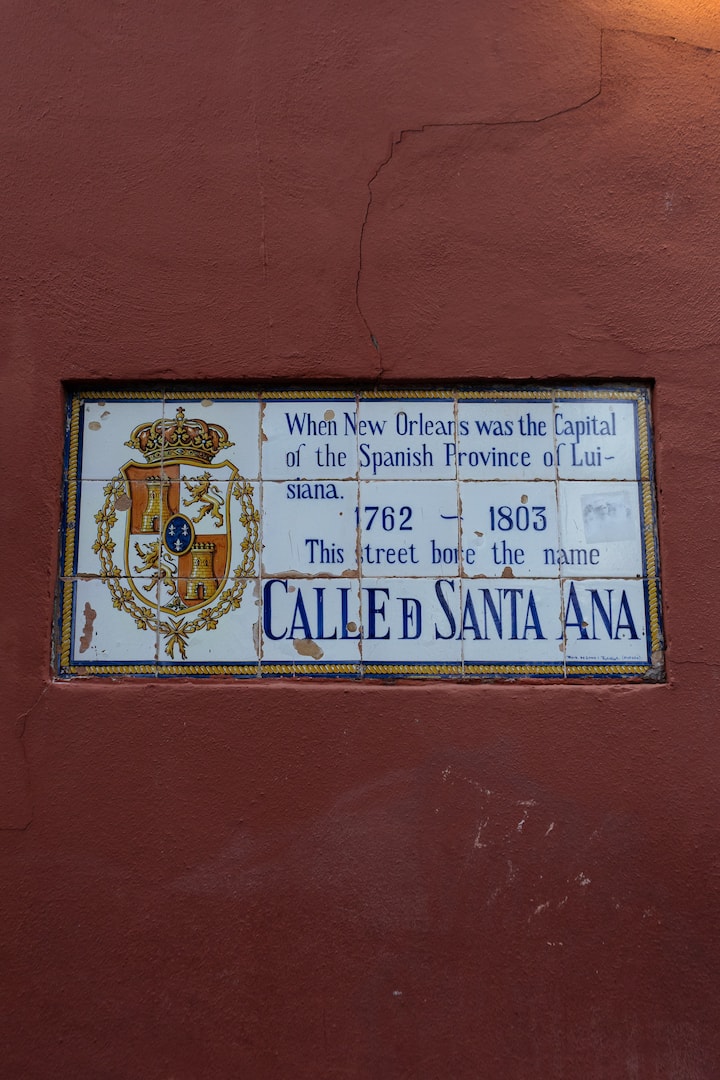 When New Orleans was the Capital
of the Spanish Province of Lui-
siana.
1762 – 1803
This street bore the name
CALLE D SANTA ANA